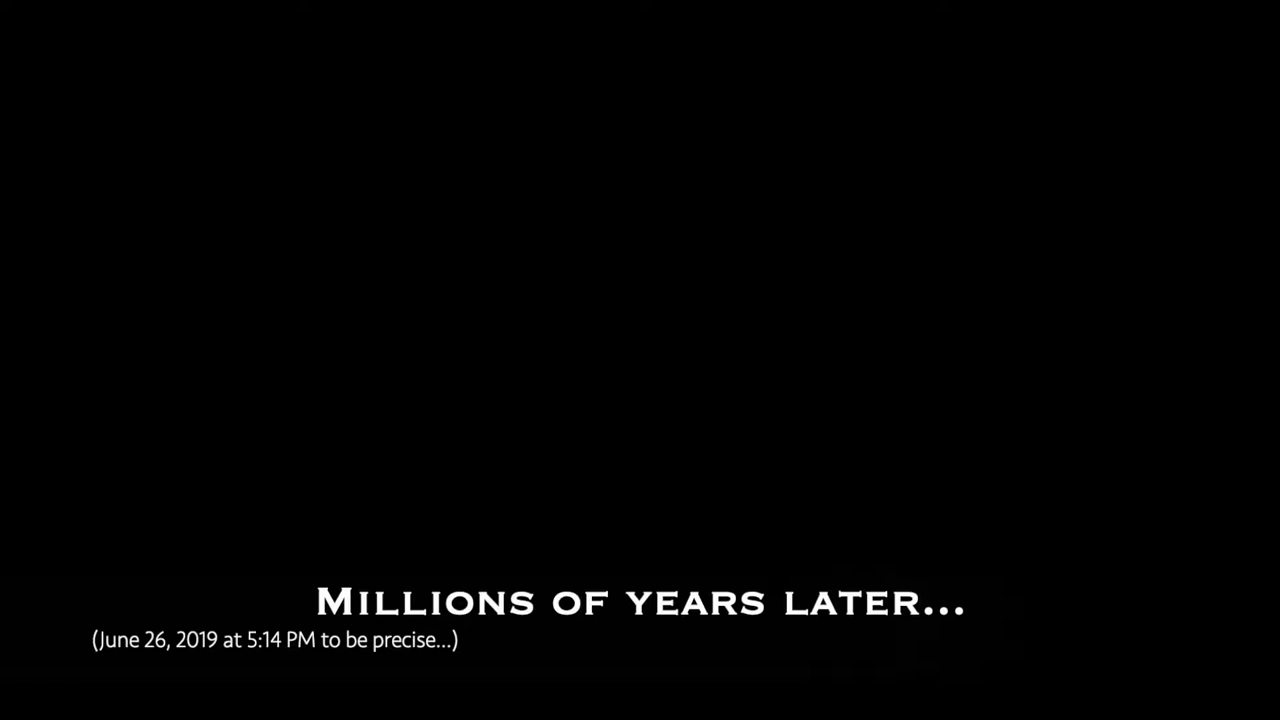 Millions of years later...
(June 26, 2019 at 5:14 PM to be precise...)